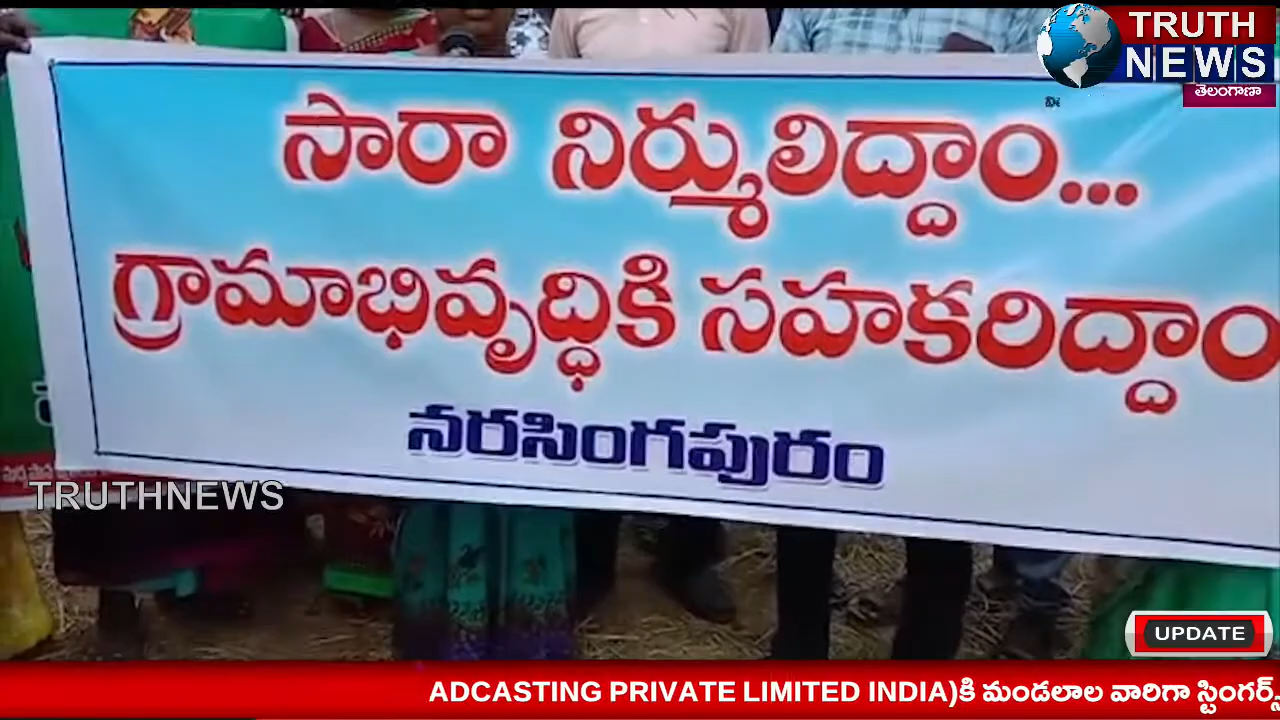 TRUTH
NEWS
తెలంగాణా
సారా నిర్ములిద్దాం...
గ్రామాభివృద్ధికి సహకరిద్దాం
నరసింగపురం
TRUTHNEWS
UPDATE
ADCASTING PRIVATE LIMITED INDIA)కి మండలాల వారిగా స్టింగర్స్